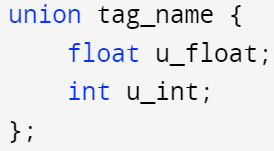 union tag_name {
    float u_float;
    int u_int;
};